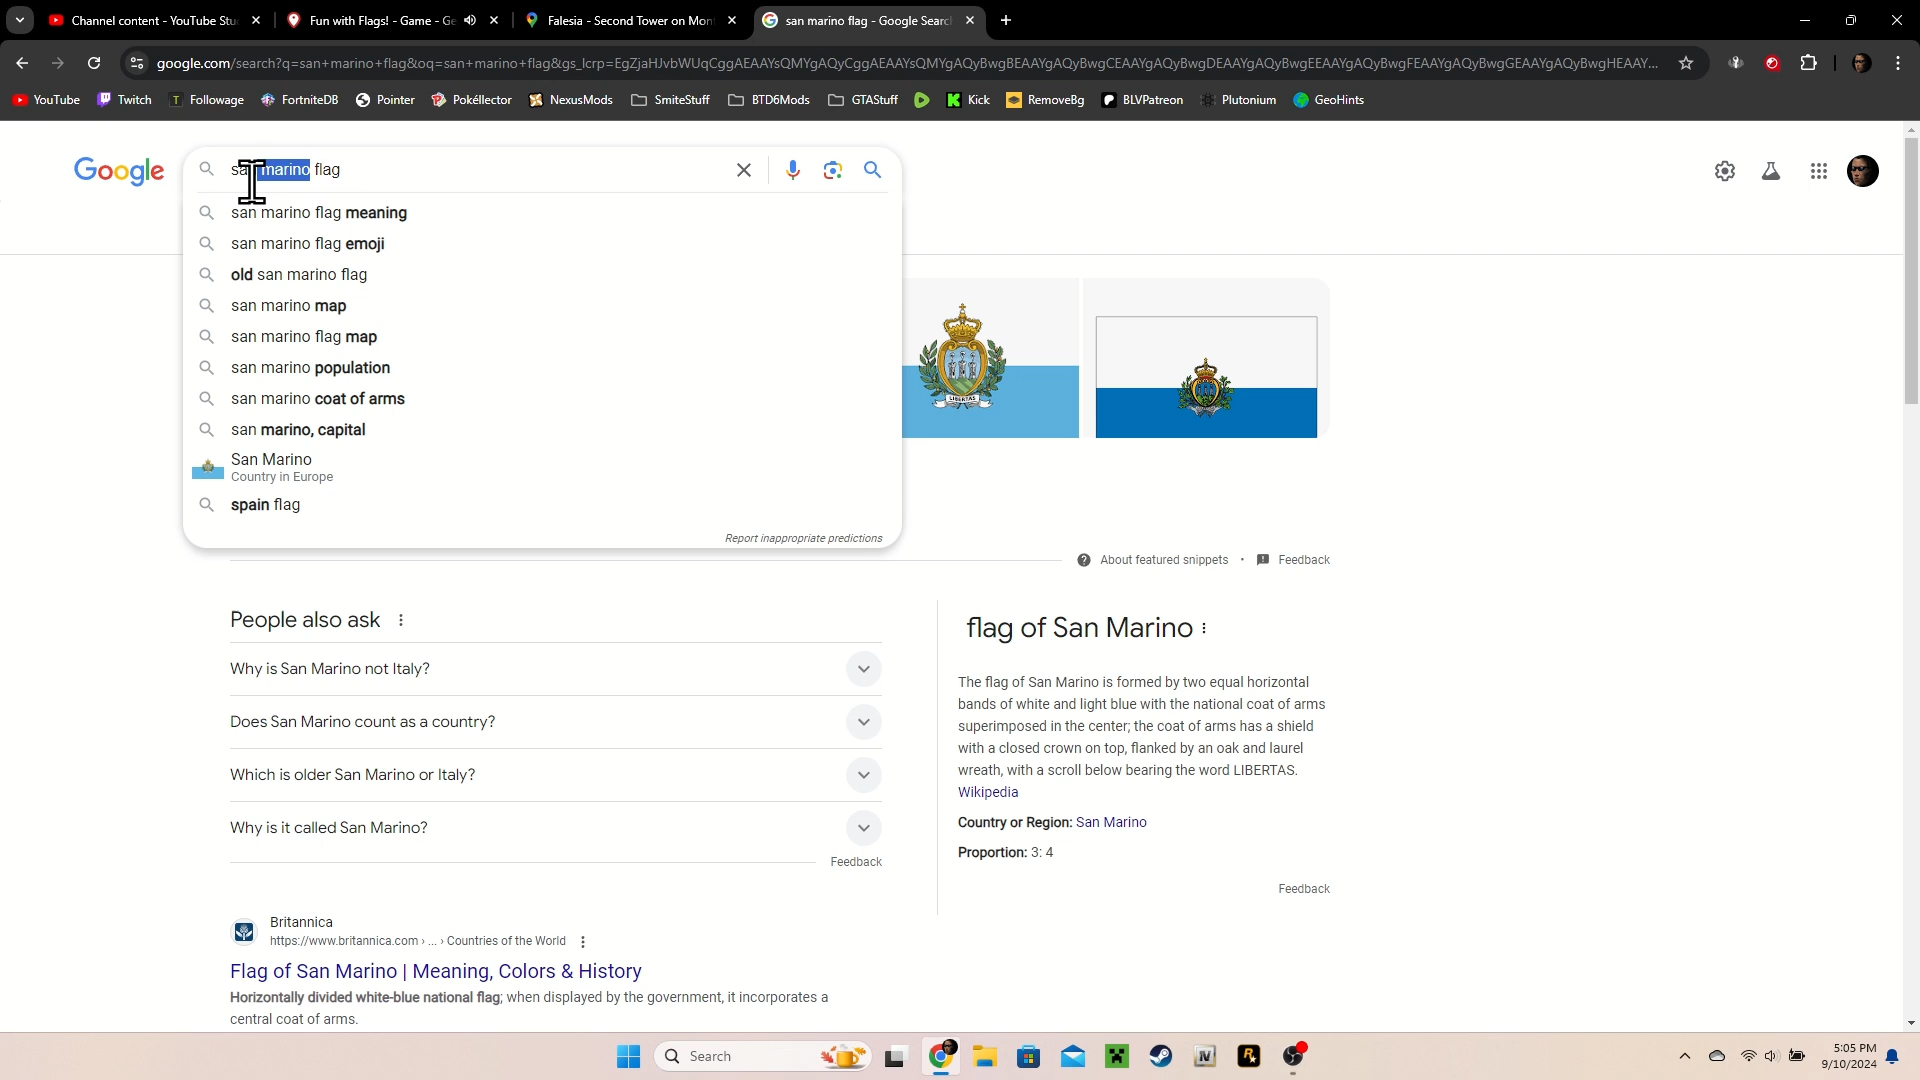 Channel content - YouTube Stu
Fun with Flags! - Game - Ge
Falesia - Second Tower on Mon
san marino flag - Google Search
google.com/search?q=san+marino+flag&oq=san+marino+flag&gs_lcrp=EgZjaHJvbWUqCggAEAAYsQMYgAQyCggAEAAYsQMYgAQyBwgBEAAYgAQyBwgCEAAYgAQyBwgDEAAYgAQyBwgEEAAYgAQyBwgFEAAYgAQyBwgGEAAYgAQyBwgHEAAY...
YouTube Twitch Followage FortniteDB Pointer Pokéllector NexusMods SmiteStuff BTD6Mods GTAStuff Kick RemoveBg BLVPatreon Plutonium GeoHints
Google
san marino flag
san marino flag meaning
san marino flag emoji
old san marino flag
san marino map
san marino flag map
san marino population
san marino coat of arms
san marino, capital
San Marino
Country in Europe
spain flag
Report inappropriate predictions
LIBERTAS
About featured snippets • Feedback
People also ask
Why is San Marino not Italy?
Does San Marino count as a country?
Which is older San Marino or Italy?
Why is it called San Marino?
Feedback
flag of San Marino
The flag of San Marino is formed by two equal horizontal
bands of white and light blue with the national coat of arms
superimposed in the center; the coat of arms has a shield
with a closed crown on top, flanked by an oak and laurel
wreath, with a scroll below bearing the word LIBERTAS.
Wikipedia
Country or Region: San Marino
Proportion: 3:4
Feedback
Britannica
https://www.britannica.com › ... › Countries of the World
Flag of San Marino | Meaning, Colors & History
Horizontally divided white-blue national flag; when displayed by the government, it incorporates a
central coat of arms.
Search
5:05 PM
9/10/2024